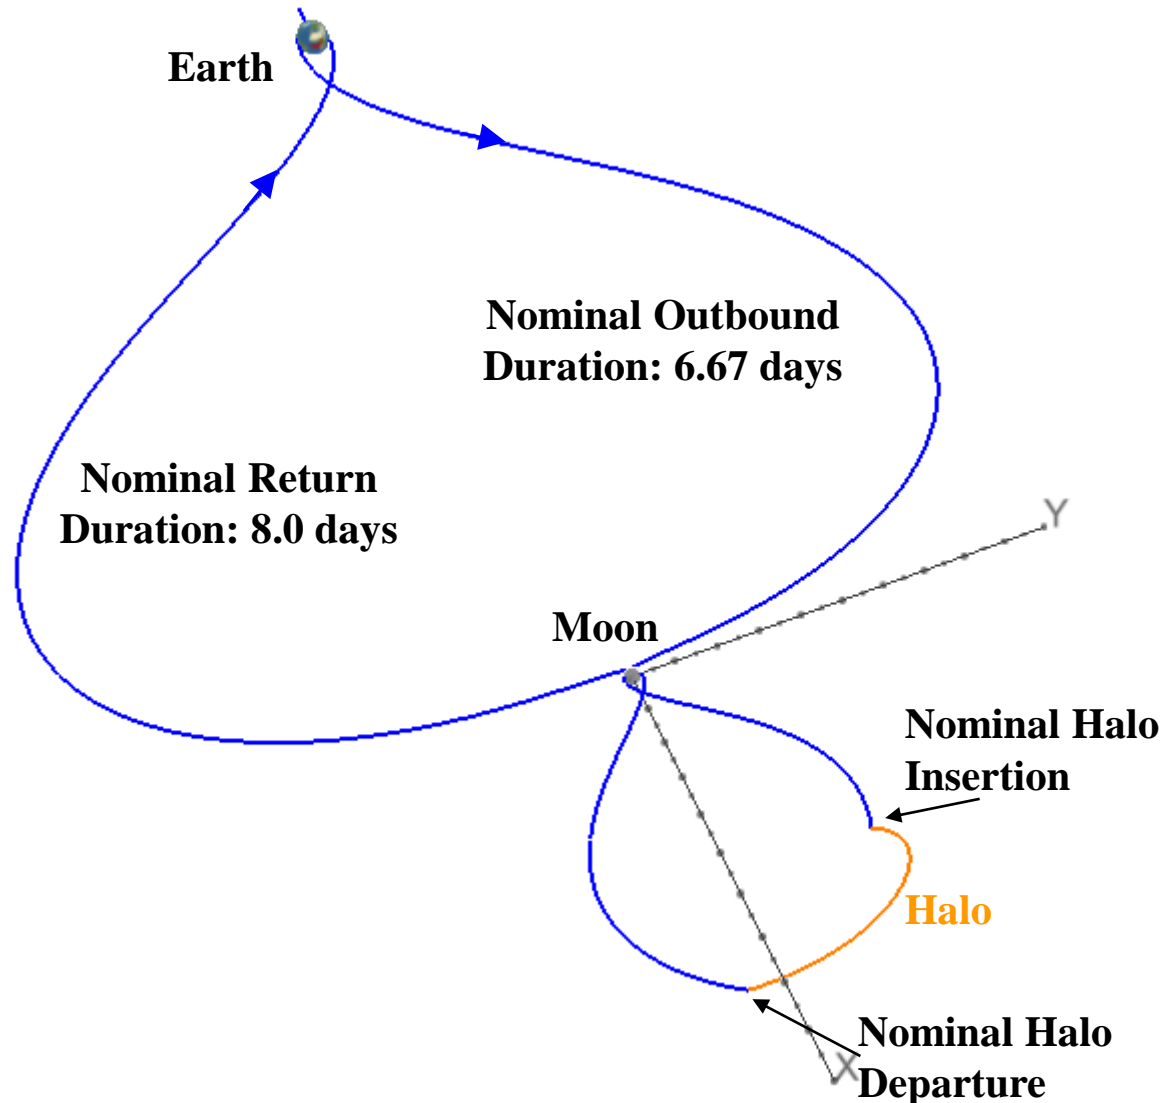 Earth
Nominal Outbound
Duration: 6.67 days
Nominal Return
Duration: 8.0 days
Y
Moon
Nominal Halo
Insertion
Halo
Nominal Halo
Departure
X